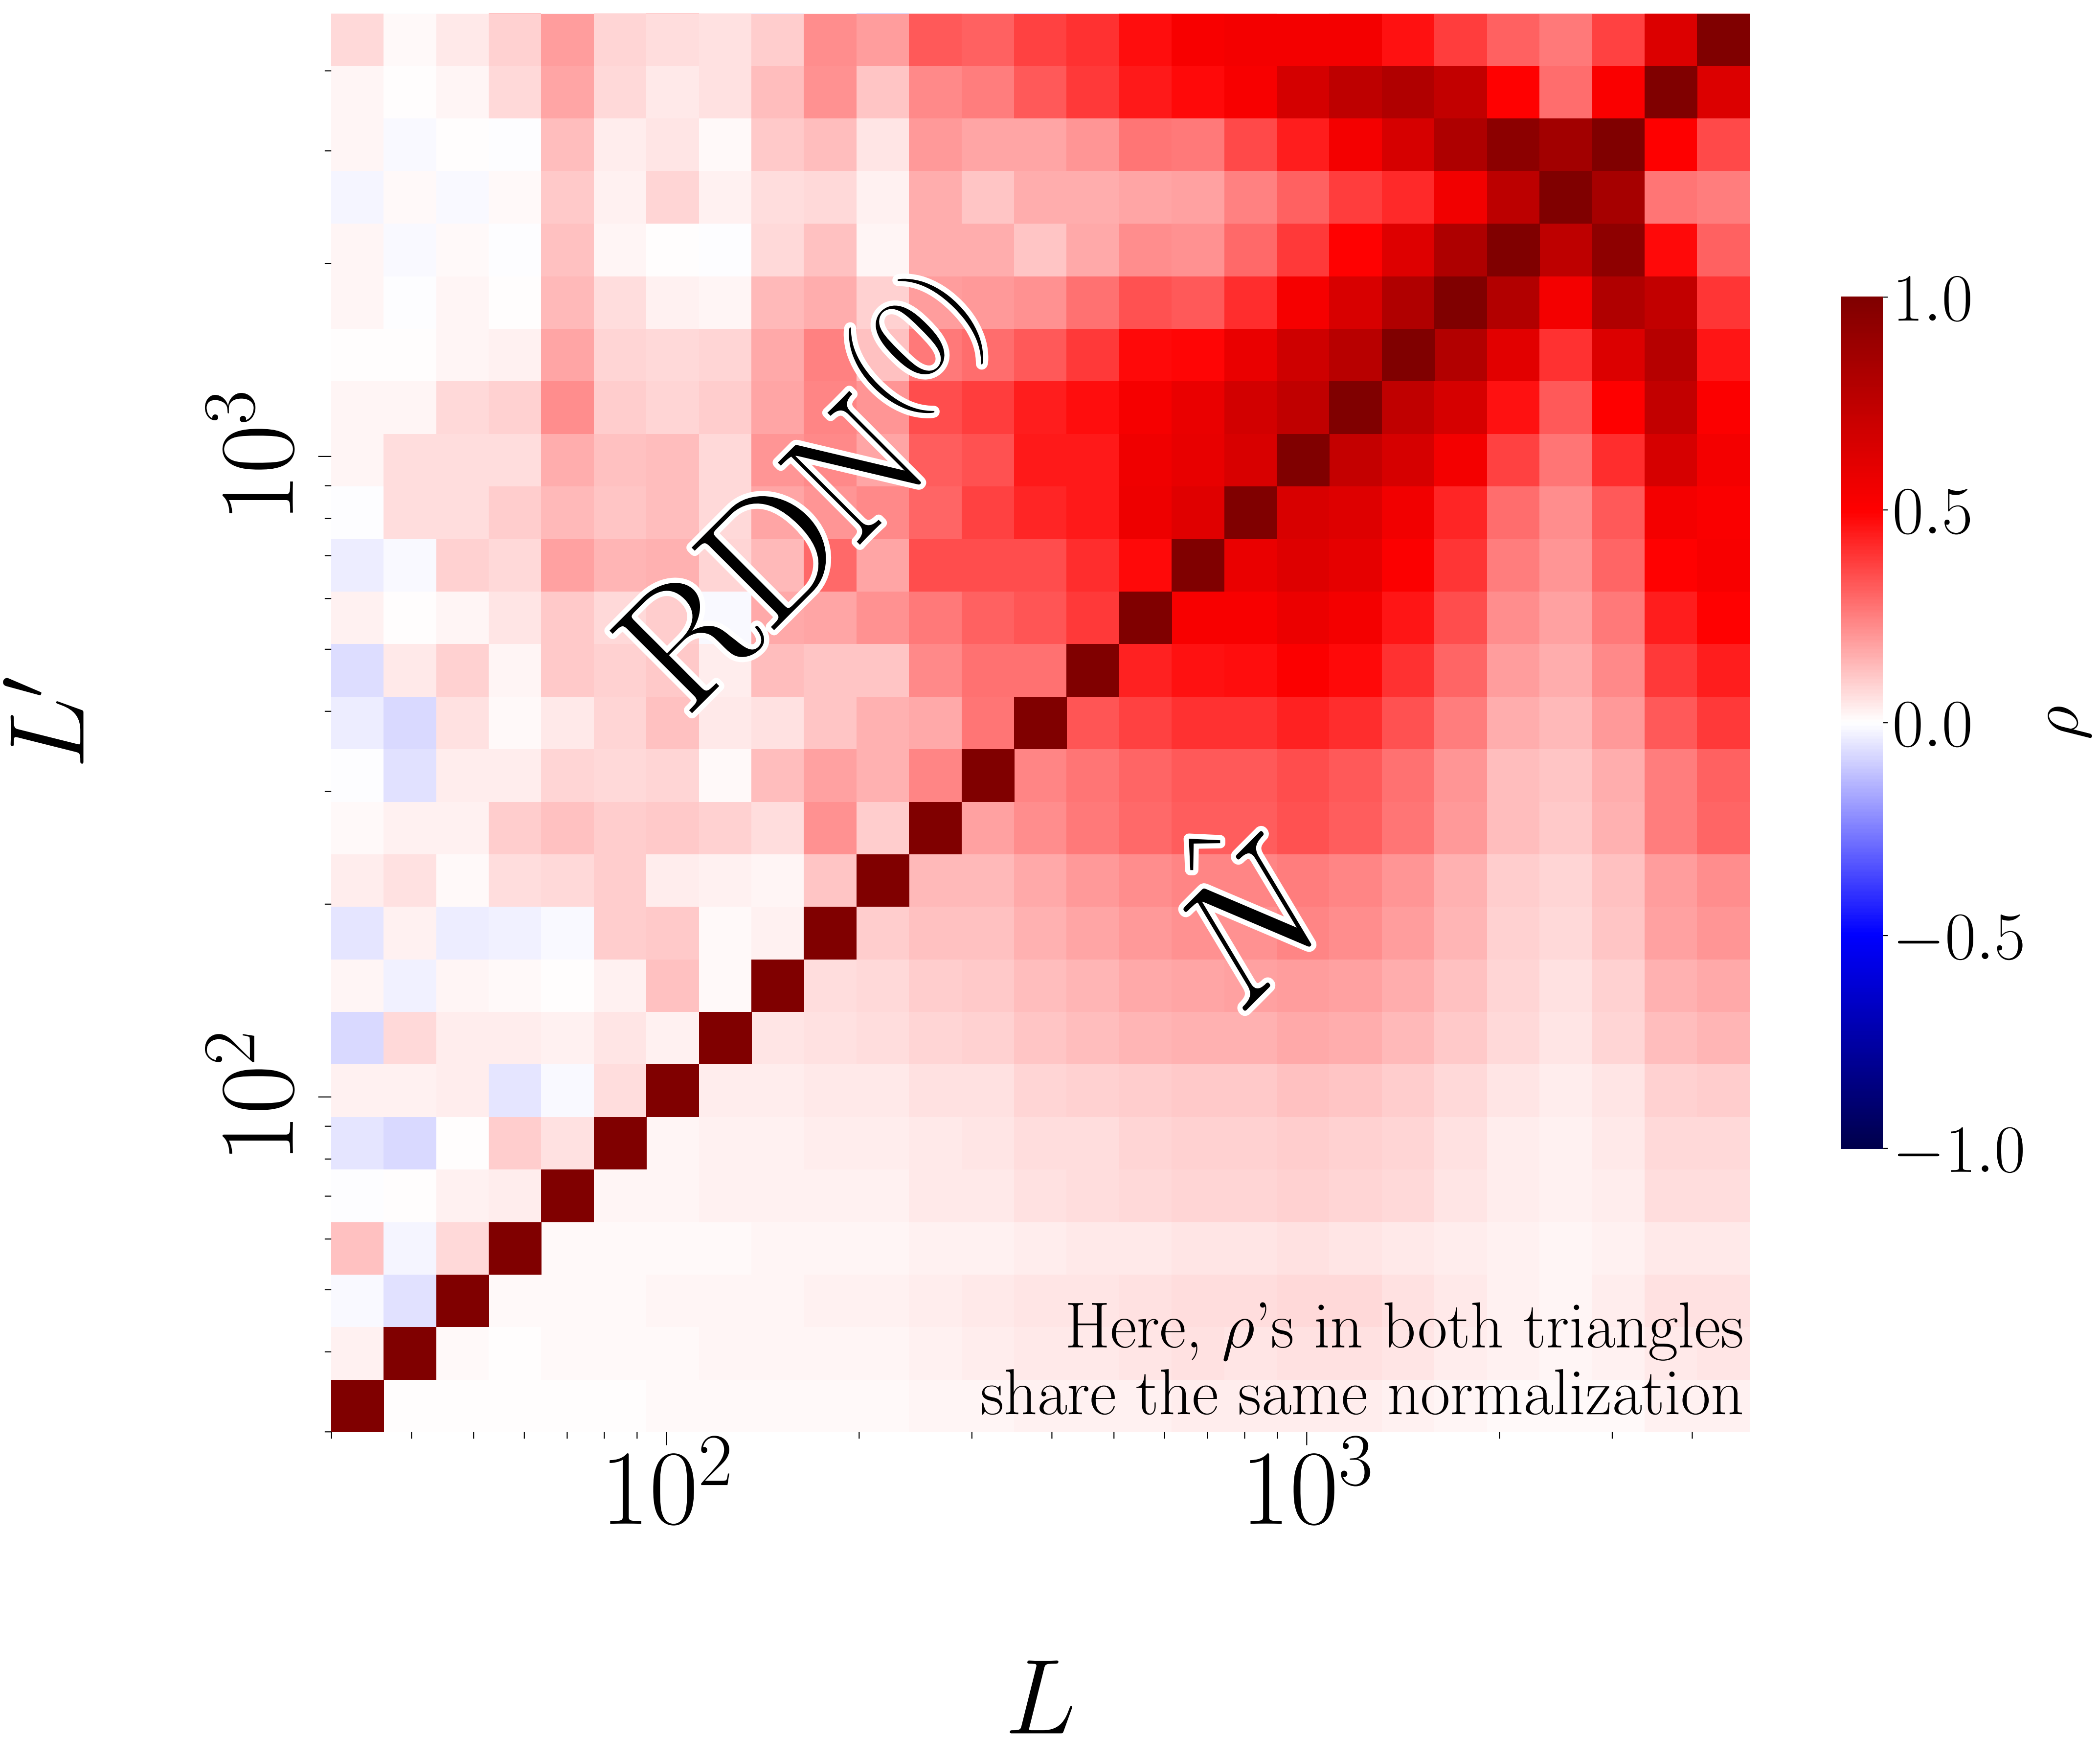 L′
10³
10²
RDN⁽⁰⁾
N̂
Here, ρ's in both triangles
share the same normalization
10² 10³
L
1.0
0.5
0.0
−0.5
−1.0
ρ